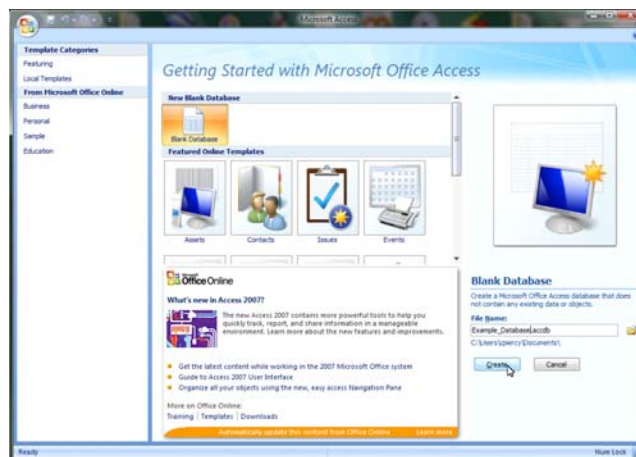 Microsoft Access
Template Categories
Featuring
Local Templates
From Microsoft Office Online
Business
Personal
Sample
Education
Getting Started with Microsoft Office Access
New Blank Database
Blank Database
Featured Online Templates
Assets
Contacts
Issues
Events
Microsoft
Office Online
What's new in Access 2007?
The new Access 2007 contains more powerful tools to help you
quickly track, report, and share information in a manageable
environment. Learn more about the new features and improvements.
Get the latest content while working in the 2007 Microsoft Office system
Guide to Access 2007 User Interface
Organize all your objects using the new, easy access Navigation Pane
More on Office Online:
Training | Templates | Downloads
Automatically update this content from Office Online
Learn more
Blank Database
Create a Microsoft Office Access database that does
not contain any existing data or objects.
File Name:
Example_Database.accdb
C:\Users\cpiercy\Documents\
Create
Cancel
Ready
Num Lock